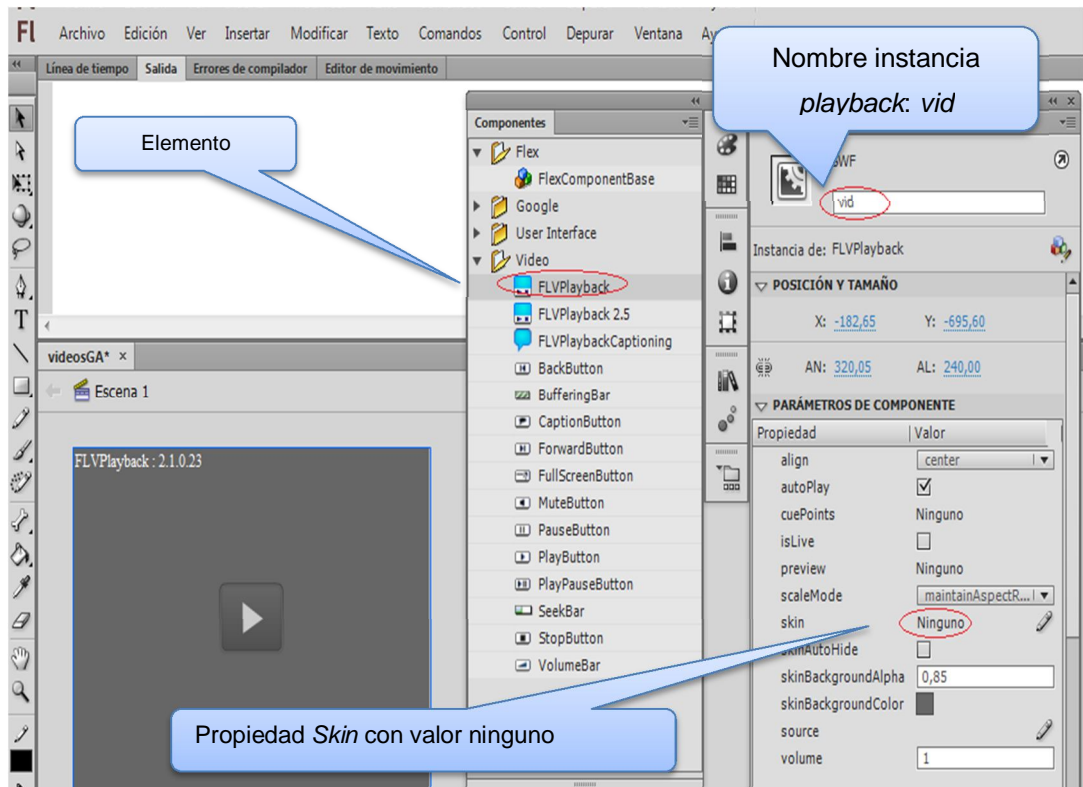 Fl Archivo Edición Ver Insertar Modificar Texto Comandos Control Depurar Ventana
Línea de tiempo Salida Errores de compilador Editor de movimiento
Nombre instancia
playback: vid
Elemento
Componentes
Flex
FlexComponentBase
Google
User Interface
Video
FLVPlayback
FLVPlayback 2.5
FLVPlaybackCaptioning
BackButton
BufferingBar
CaptionButton
ForwardButton
FullScreenButton
MuteButton
PauseButton
PlayButton
PlayPauseButton
SeekBar
StopButton
VolumeBar
vid
Instancia de: FLVPlayback
POSICIÓN Y TAMAÑO
X: -182,65 Y: -695,60
AN: 320,05 AL: 240,00
PARÁMETROS DE COMPONENTE
Propiedad Valor
align center
autoPlay
cuePoints Ninguno
isLive
preview Ninguno
scaleMode maintainAspectR...
skin Ninguno
skinAutoHide
skinBackgroundAlpha 0,85
skinBackgroundColor
source
volume 1
videosGA* ×
Escena 1
FLVPlayback : 2.1.0.23
Propiedad Skin con valor ninguno